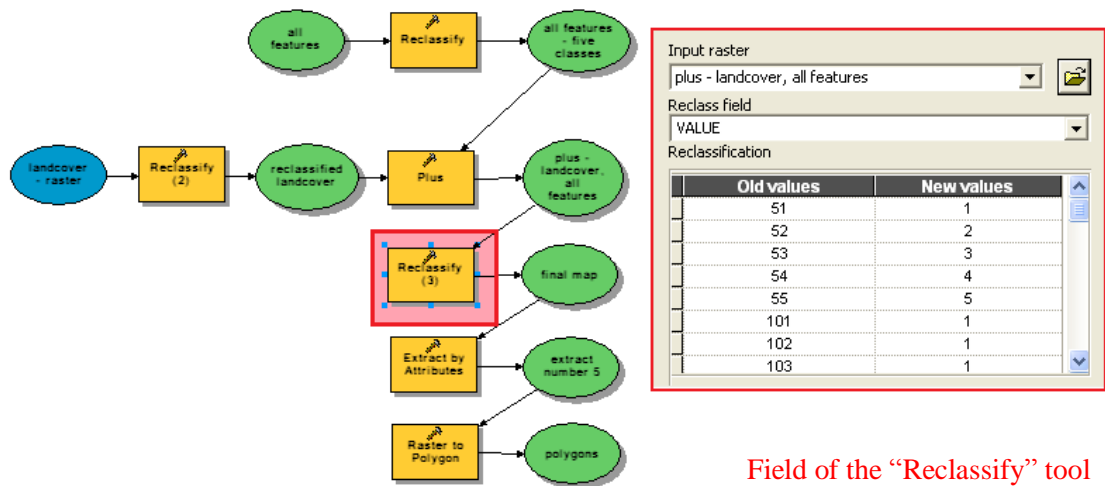 all
features
Reclassify
all features
- five
classes
landcover
- raster
Reclassify
(2)
reclassified
landcover
Plus
plus -
landcover,
all
features
Reclassify
(3)
final map
Extract by
Attributes
extract
number 5
Raster to
Polygon
polygons
Input raster
plus - landcover, all features
Reclass field
VALUE
Reclassification
Old values New values
51 1
52 2
53 3
54 4
55 5
101 1
102 1
103 1
Field of the “Reclassify” tool